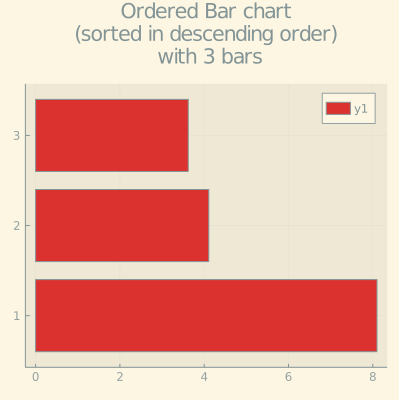 Ordered Bar chart
(sorted in descending order)
with 3 bars
y1
3
2
1
0 2 4 6 8